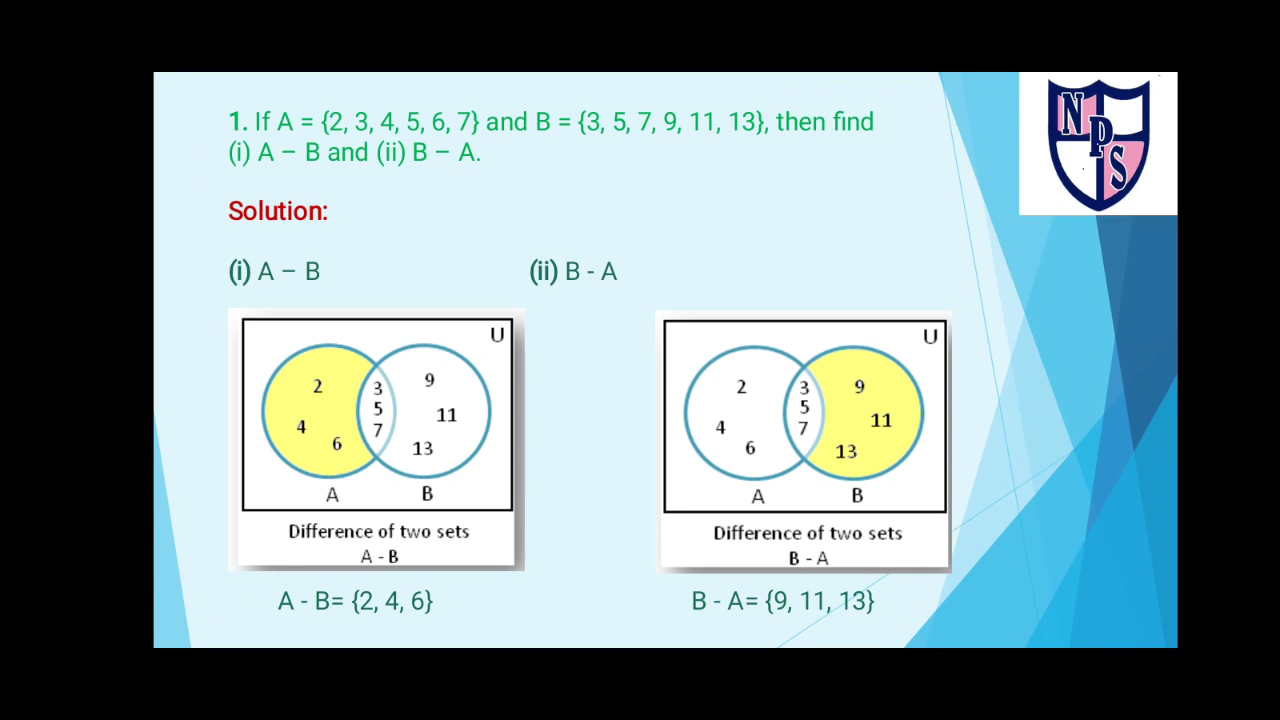 1. If A = {2, 3, 4, 5, 6, 7} and B = {3, 5, 7, 9, 11, 13}, then find
(i) A – B and (ii) B – A.
NPS
Solution:
(i) A – B
(ii) B - A
U
2
3
9
5
11
4
7
6
13
A
B
Difference of two sets
A - B
A - B= {2, 4, 6}
U
2
3
9
5
11
4
7
6
13
A
B
Difference of two sets
B - A
B - A= {9, 11, 13}